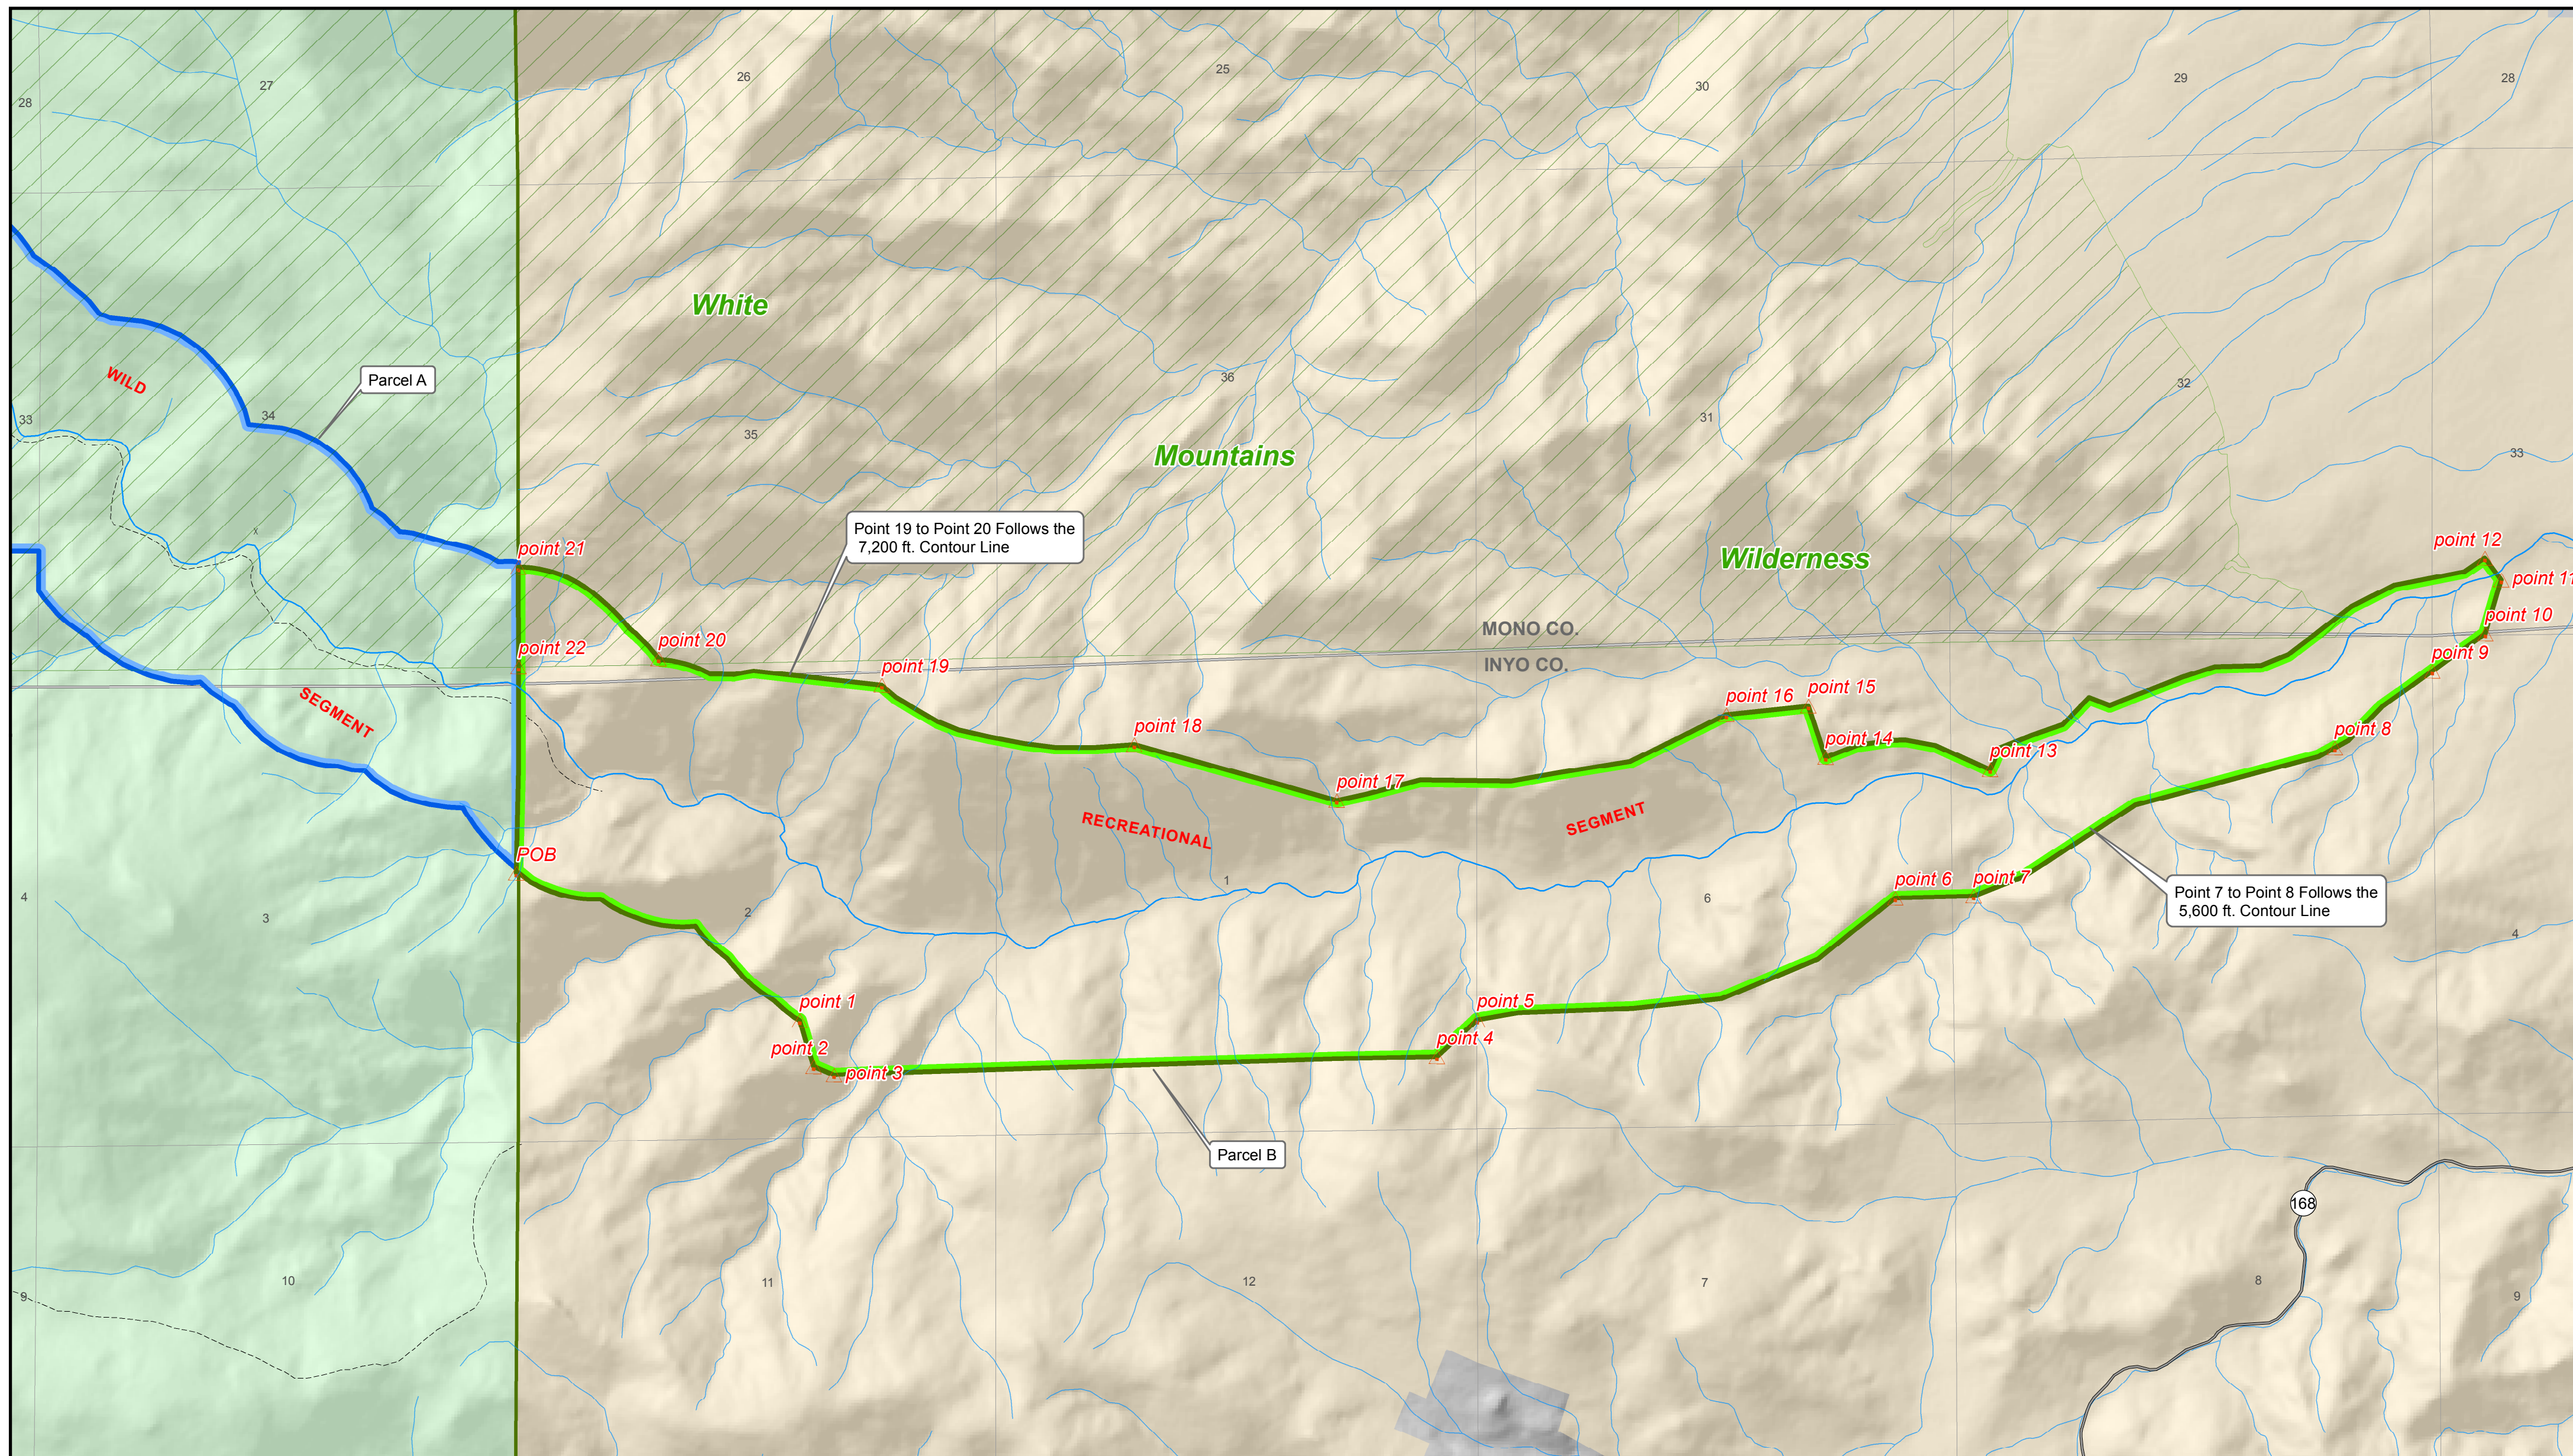 28
27
26
25
30
29
28
White
Parcel A
WILD
33
34
35
36
31
32
33
Mountains
Point 19 to Point 20 Follows the
7,200 ft. Contour Line
Wilderness
point 21
point 12
point 11
point 10
MONO CO.
INYO CO.
point 20
point 22
point 19
point 9
SEGMENT
point 16
point 15
point 18
point 14
point 13
point 8
point 17
RECREATIONAL
SEGMENT
POB
4
3
2
1
6
point 6
point 7
Point 7 to Point 8 Follows the
5,600 ft. Contour Line
4
point 1
point 5
point 2
point 4
point 3
Parcel B
168
9
10
11
12
7
8
9